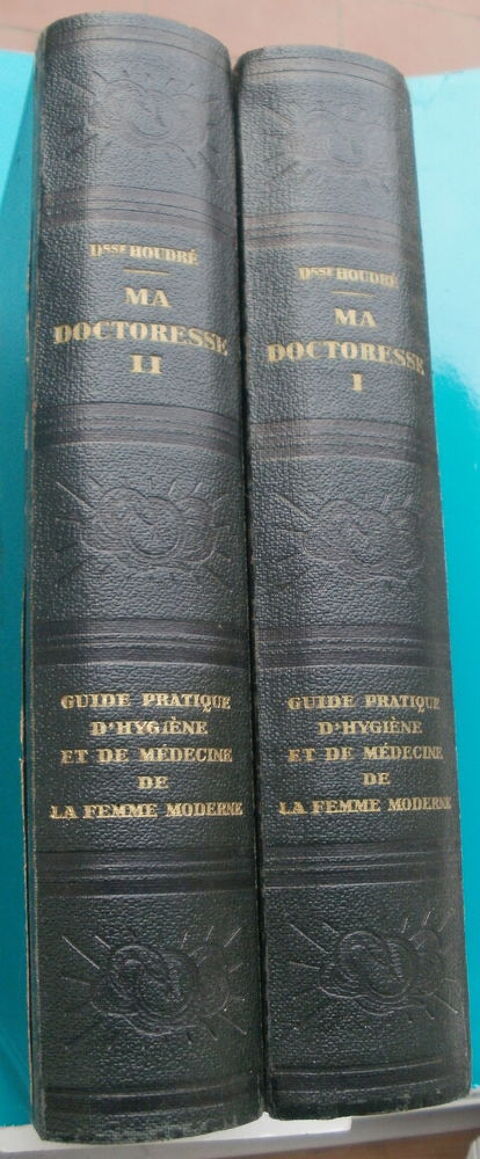 Dsse HOUDRÉ
MA
DOCTORESSE
II
GUIDE PRATIQUE
D'HYGIÈNE
ET DE MÉDECINE
DE
LA FEMME MODERNE
Dsse HOUDRÉ
MA
DOCTORESSE
I
GUIDE PRATIQUE
D'HYGIÈNE
ET DE MÉDECINE
DE
LA FEMME MODERNE